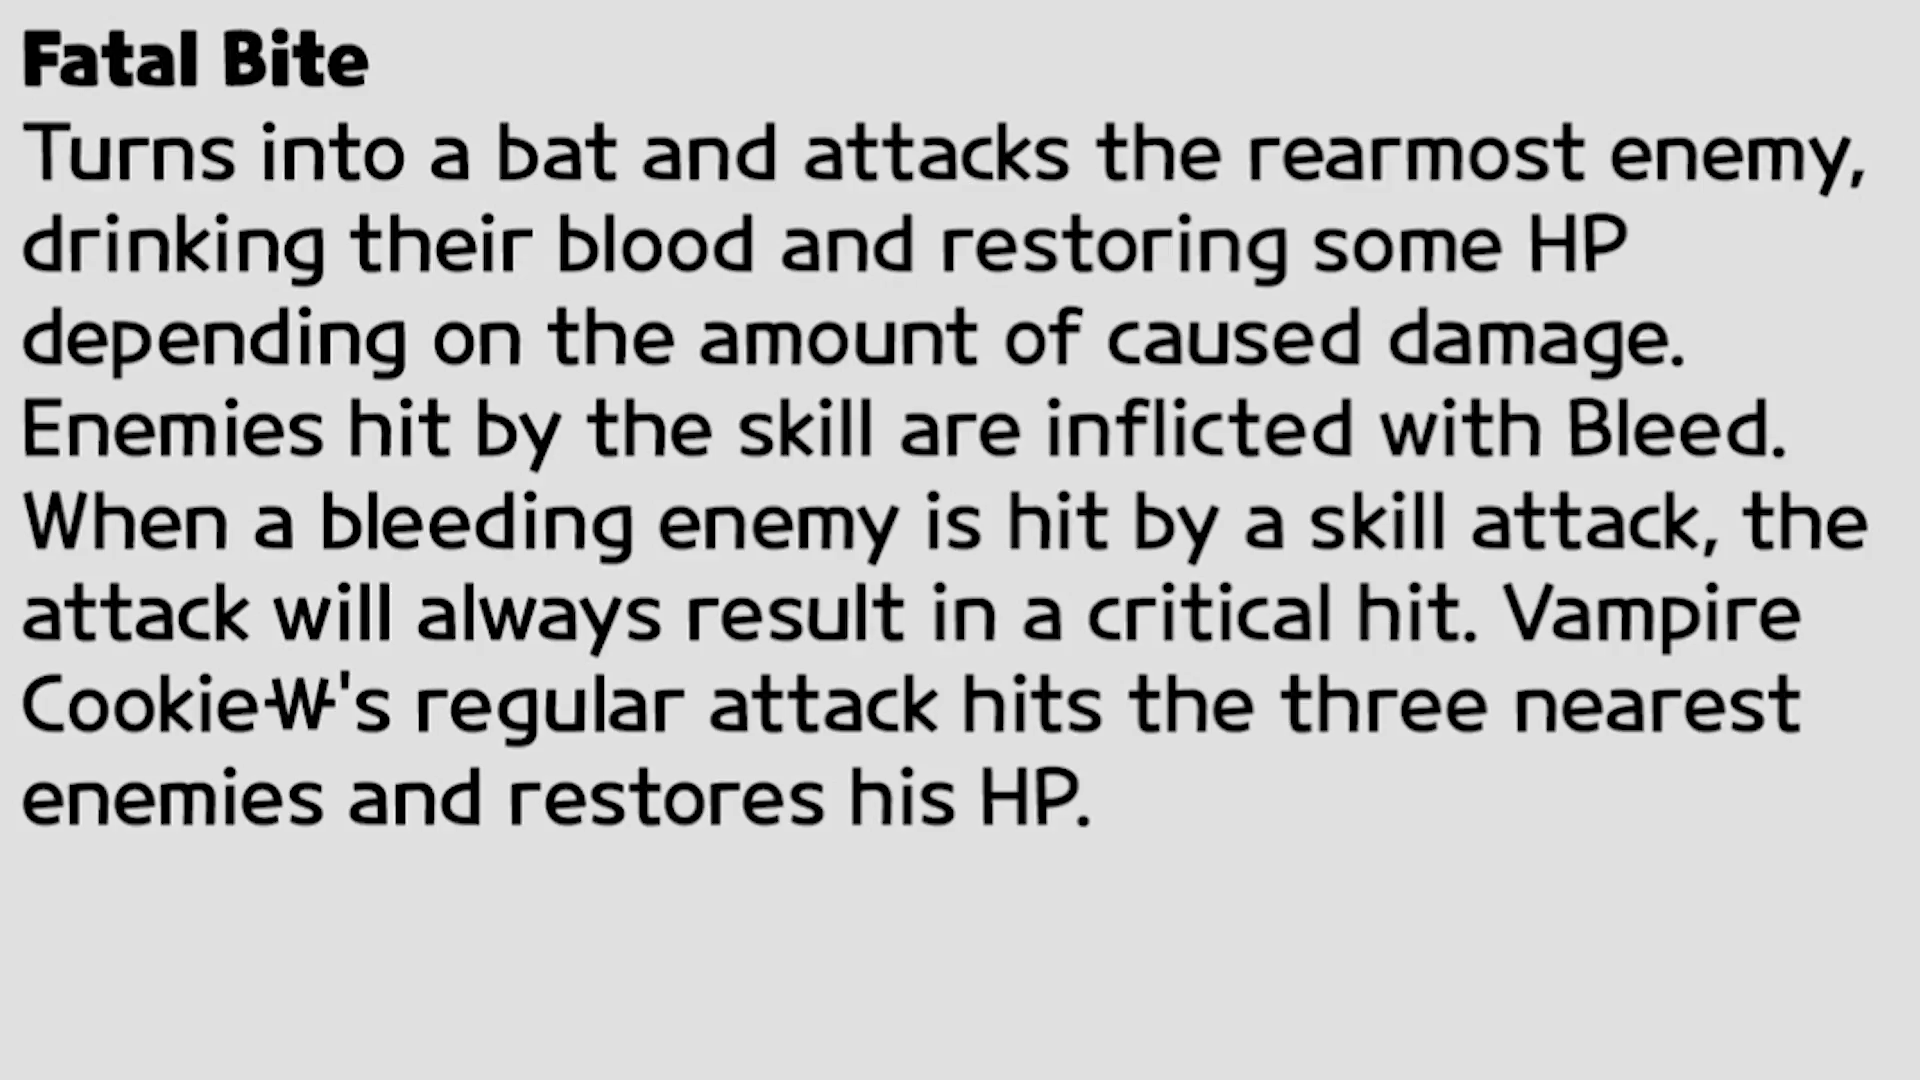 Fatal Bite
Turns into a bat and attacks the rearmost enemy,
drinking their blood and restoring some HP
depending on the amount of caused damage.
Enemies hit by the skill are inflicted with Bleed.
When a bleeding enemy is hit by a skill attack, the
attack will always result in a critical hit. Vampire
Cookie-W-'s regular attack hits the three nearest
enemies and restores his HP.